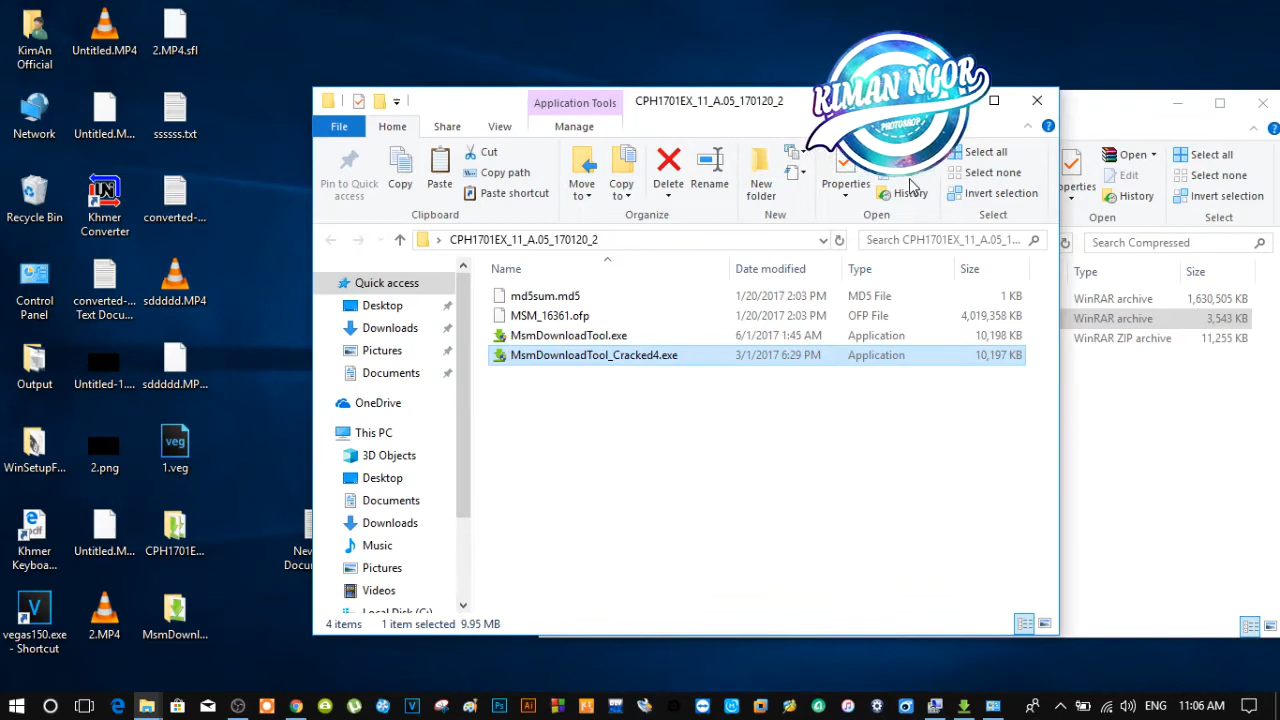 KimAn
Official
Untitled.MP4
2.MP4.sfl
Network
Untitled.M...
ssssss.txt
Recycle Bin
Khmer
Converter
converted-...
Control
Panel
converted-...
Text Docu...
sddddd.MP4
Output
Untitled-1....
sddddd.MP...
WinSetupF...
2.png
1.veg
Khmer
Keyboa...
Untitled.M...
CPH1701E...
vegas150.exe
- Shortcut
2.MP4
MsmDownl...
New
Docum
Application Tools
CPH1701EX_11_A.05_170120_2
KIMAN NGOR
PHOTOSHOP
File
Home
Share
View
Manage
Pin to Quick
access
Copy
Paste
Cut
Copy path
Paste shortcut
Clipboard
Move
to
Copy
to
Delete
Rename
Organize
New
folder
New
Properties
History
Open
Select all
Select none
Invert selection
Select
CPH1701EX_11_A.05_170120_2
Search CPH1701EX_11_A.05_1...
Name
Date modified
Type
Size
md5sum.md5
1/20/2017 2:03 PM
MD5 File
1 KB
MSM_16361.ofp
1/20/2017 2:03 PM
OFP File
4,019,358 KB
MsmDownloadTool.exe
6/1/2017 1:45 AM
Application
10,198 KB
MsmDownloadTool_Cracked4.exe
3/1/2017 6:29 PM
Application
10,197 KB
Quick access
Desktop
Downloads
Pictures
Documents
OneDrive
This PC
3D Objects
Desktop
Documents
Downloads
Music
Pictures
Videos
Local Disk (C:)
4 items
1 item selected 9.95 MB
operties
Open
Edit
History
Open
Select all
Select none
Invert selection
Select
Search Compressed
Type
Size
WinRAR archive
1,630,505 KB
WinRAR archive
3,543 KB
WinRAR ZIP archive
11,255 KB
ENG
11:06 AM